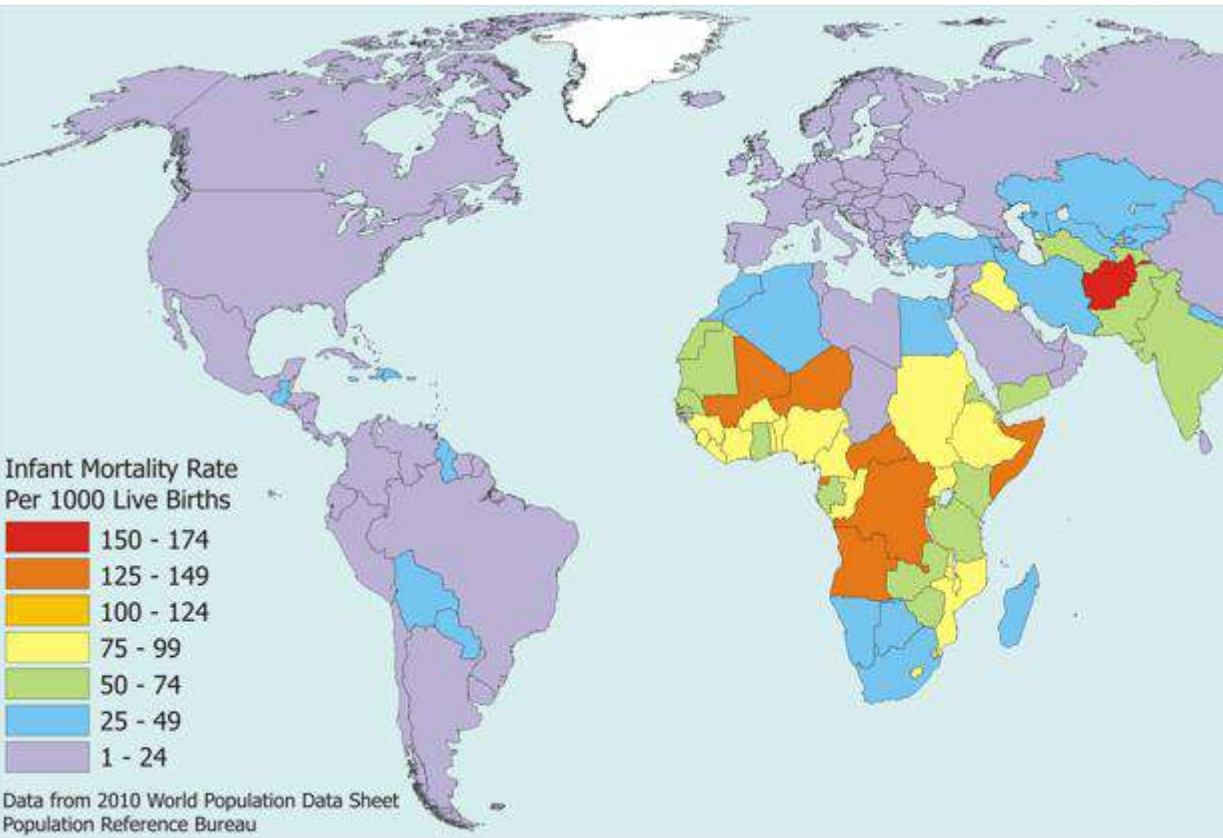 Infant Mortality Rate
Per 1000 Live Births
150 - 174
125 - 149
100 - 124
75 - 99
50 - 74
25 - 49
1 - 24
Data from 2010 World Population Data Sheet
Population Reference Bureau